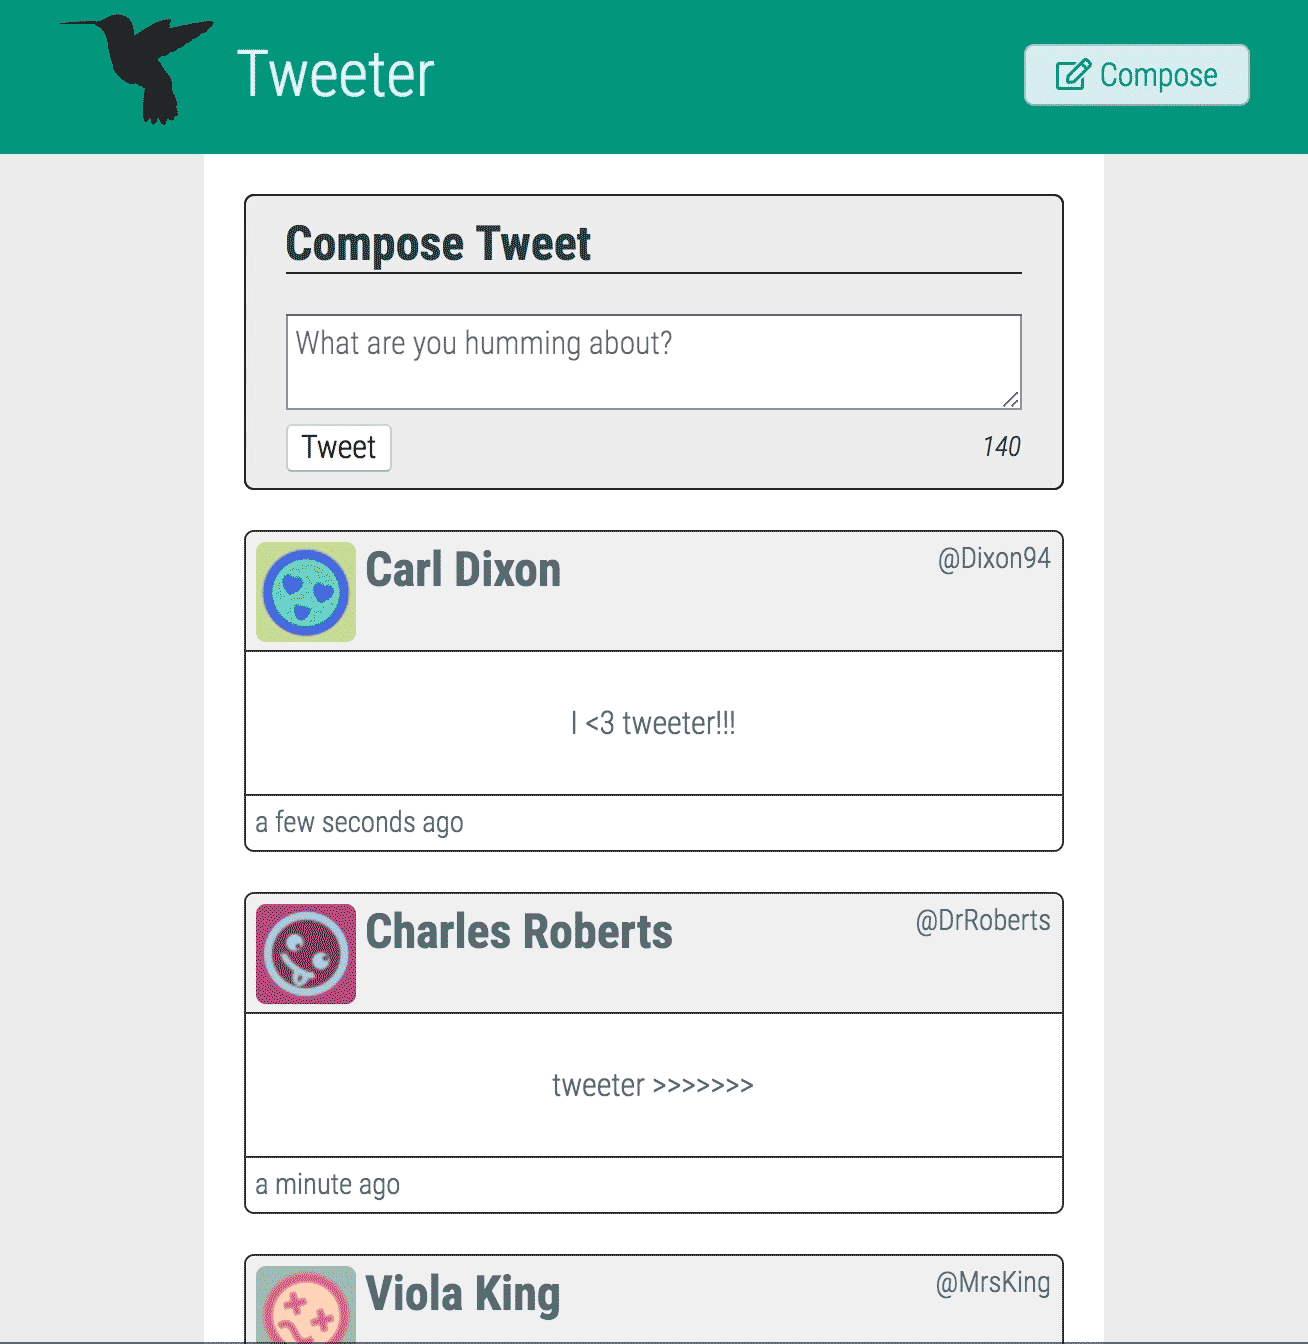 Tweeter
Compose
Compose Tweet
What are you humming about?
Tweet
140
Carl Dixon
@Dixon94
I <3 tweeter!!!
a few seconds ago
Charles Roberts
@DrRoberts
tweeter >>>>>>>
a minute ago
Viola King
@MrsKing